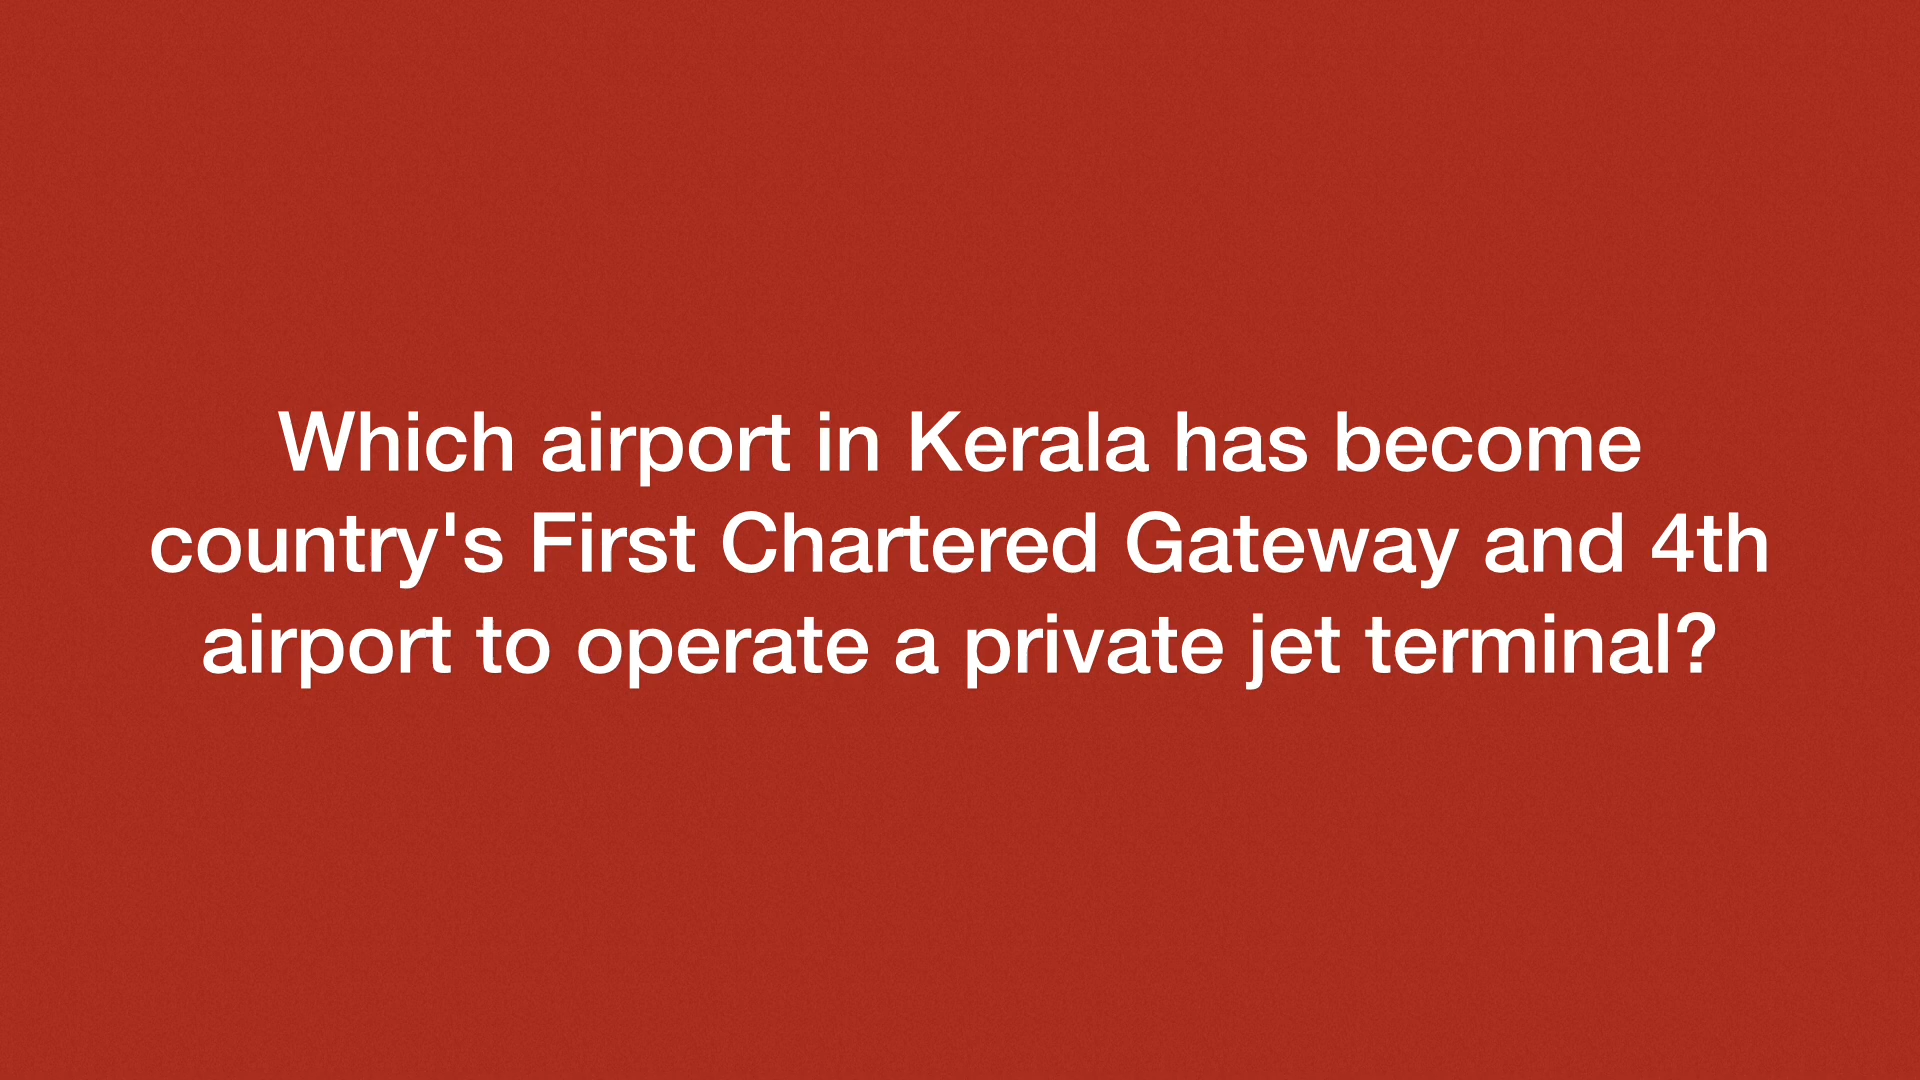 Which airport in Kerala has become
country's First Chartered Gateway and 4th
airport to operate a private jet terminal?